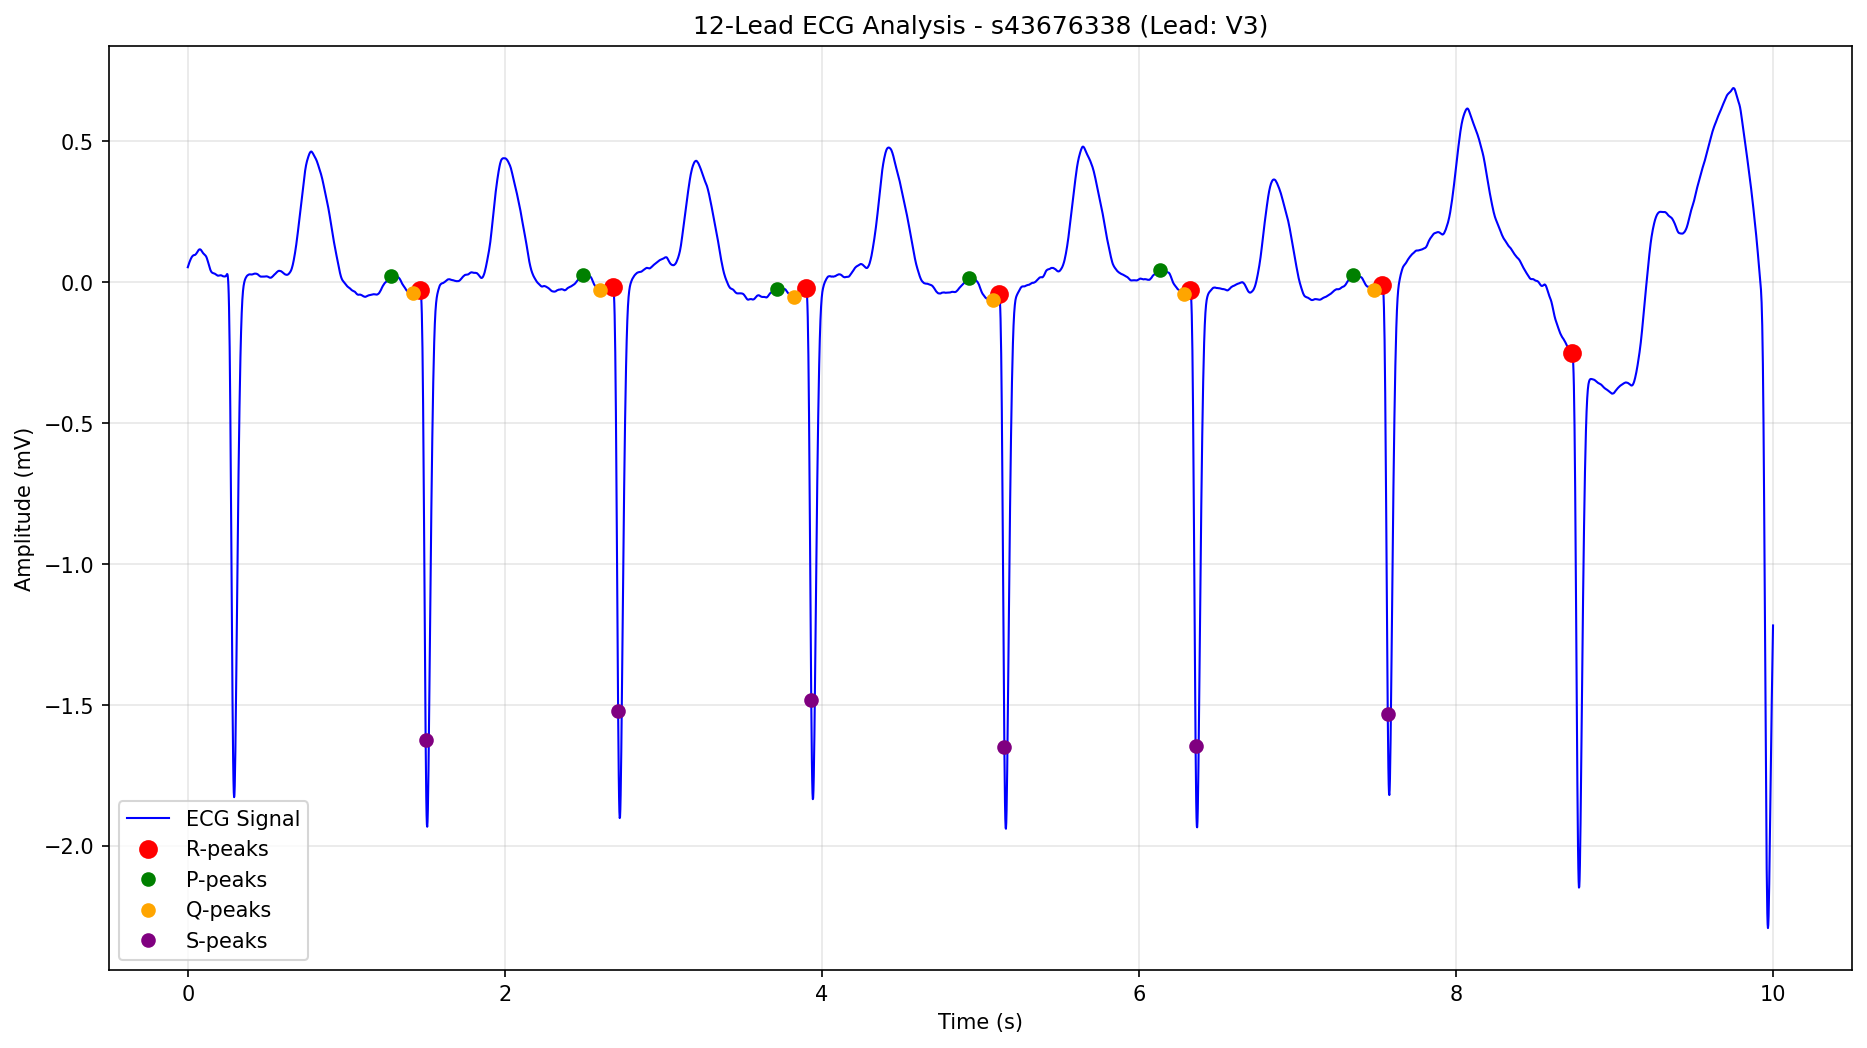 12-Lead ECG Analysis - s43676338 (Lead: V3)
Amplitude (mV)
0.5
0.0
−0.5
−1.0
−1.5
−2.0
ECG Signal
R-peaks
P-peaks
Q-peaks
S-peaks
0 2 4 6 8 10
Time (s)